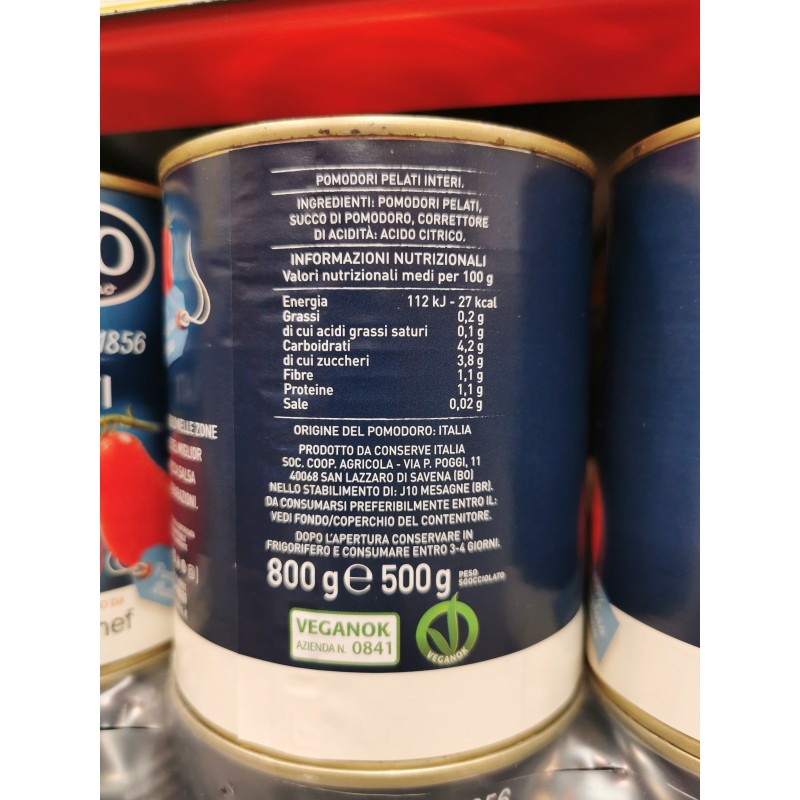 POMODORI PELATI INTERI.
INGREDIENTI: POMODORI PELATI,
SUCCO DI POMODORO, CORRETTORE
DI ACIDITÀ: ACIDO CITRICO.
INFORMAZIONI NUTRIZIONALI
Valori nutrizionali medi per 100 g
Energia 112 kJ - 27 kcal
Grassi 0,2 g
di cui acidi grassi saturi 0,1 g
Carboidrati 4,2 g
di cui zuccheri 3,8 g
Fibre 1,1 g
Proteine 1,1 g
Sale 0,02 g
ORIGINE DEL POMODORO: ITALIA
PRODOTTO DA CONSERVE ITALIA
SOC. COOP. AGRICOLA - VIA P. POGGI, 11
40068 SAN LAZZARO DI SAVENA (BO)
NELLO STABILIMENTO DI: J10 MESAGNE (BR).
DA CONSUMARSI PREFERIBILMENTE ENTRO IL:
VEDI FONDO/COPERCHIO DEL CONTENITORE.
DOPO L'APERTURA CONSERVARE IN
FRIGORIFERO E CONSUMARE ENTRO 3-4 GIORNI.
800 g e 500 g PESO
SGOCCIOLATO
VEGANOK
AZIENDA N. 0841
VEGANOK
1856
NELLE ZONE